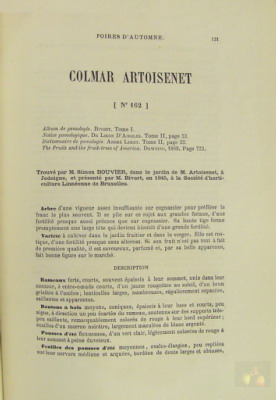 POIRES D'AUTOMNE.
121
COLMAR ARTOISENET
[ N° 162 ]
Album de pomologie. BIVORT, Tome I.
Notice pomologique. DE LIRON D'AIROLES. Tome II, page 13.
Dictionnaire de pomologie. ANDRÉ LEROY. Tome II, page 23.
The Fruits and the fruit-trees of America. DOWNING, 1869, Page 721.
Trouvé par M. Simon BOUVIER, dans le jardin de M. Artoisenet, à
Jodoigne, et présenté par M. Bivort, en 1845, à la Société d'horti-
culture Linnéenne de Bruxelles.
Arbre d'une vigueur assez insuffisante sur cognassier pour préférer le
franc le plus souvent. Il se plie sur ce sujet aux grandes formes, d'une
fertilité presque aussi précoce que sur cognassier. Sa haute tige forme
promptement une large tête qui devient bientôt d'une grande fertilité.
Variété à cultiver dans le jardin fruitier et dans le verger. Elle est rus-
tique, d'une fertilité presque sans alternat. Si son fruit n'est pas tout à fait
de première qualité, il est savoureux, parfumé et, par sa belle apparence,
fait bonne figure sur le marché.
DESCRIPTION
Rameaux forts, courts, souvent épaissis à leur sommet, unis dans leur
contour, à entre-nœuds courts, d'un jaune rougeâtre au soleil, d'un brun
grisâtre à l'ombre; lenticelles larges, nombreuses, régulièrement espacées,
saillantes et apparentes.
Boutons à bois moyens, coniques, épaissis à leur base et courts, peu
aigus, à direction un peu écartée du rameau, soutenus sur des supports très-
peu saillants, remarquablement colorés de rouge à leur bord supérieur;
écailles d'un marron noirâtre, largement maculées de blanc argenté.
Pousses d'été flexueuses, d'un vert clair, légèrement colorées de rouge à
leur sommet à peine duveteux.
Feuilles des pousses d'été moyennes, ovales-élargies, peu repliées
sur leur nervure médiane et arquées, bordées de dents larges et obtuses,